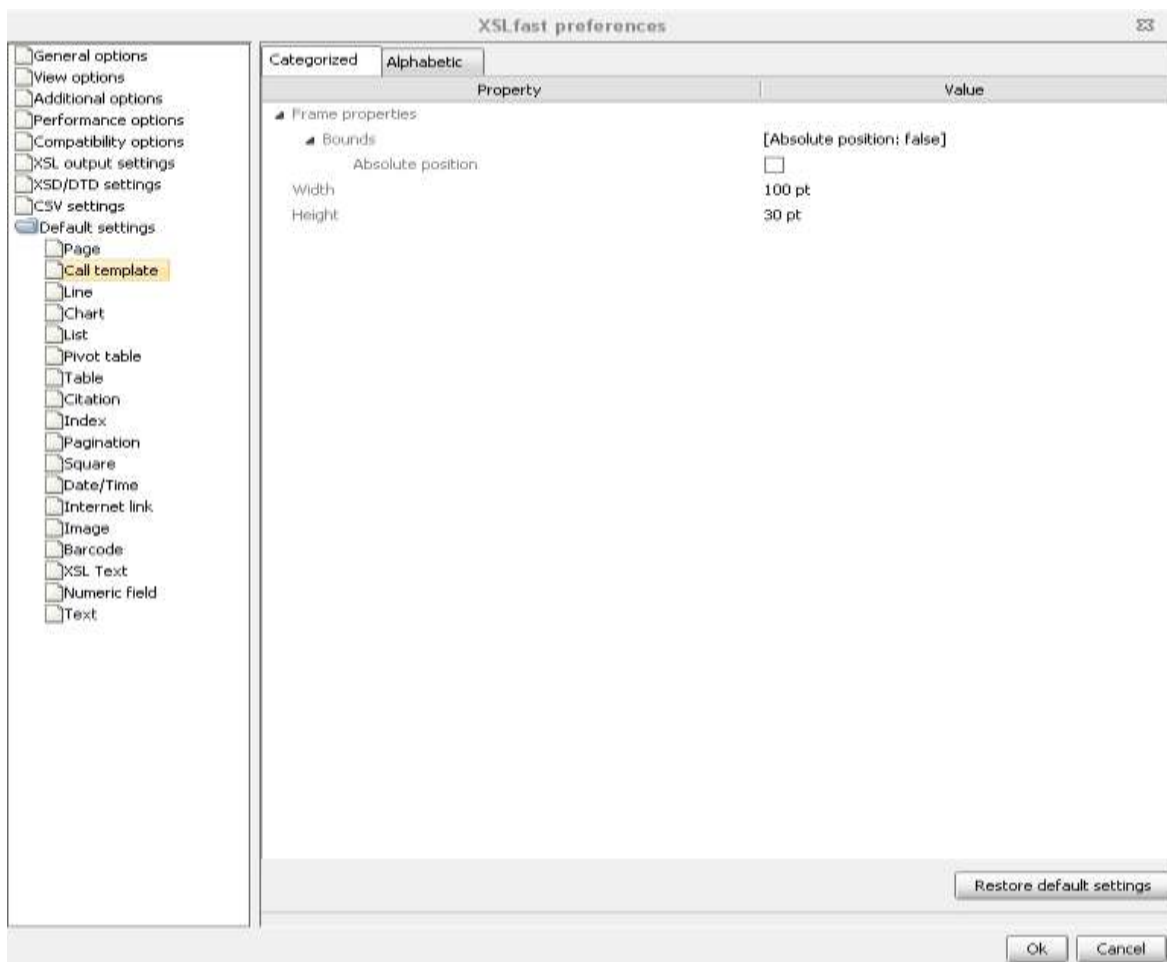 XSLfast preferences
General options
View options
Additional options
Performance options
Compatibility options
XSL output settings
XSD/DTD settings
CSV settings
Default settings
Page
Call template
Line
Chart
List
Pivot table
Table
Citation
Index
Pagination
Square
Date/Time
Internet link
Image
Barcode
XSL Text
Numeric field
Text
Categorized Alphabetic
Property Value
Frame properties
Bounds [Absolute position: false]
Absolute position
Width 100 pt
Height 30 pt
Restore default settings
Ok Cancel